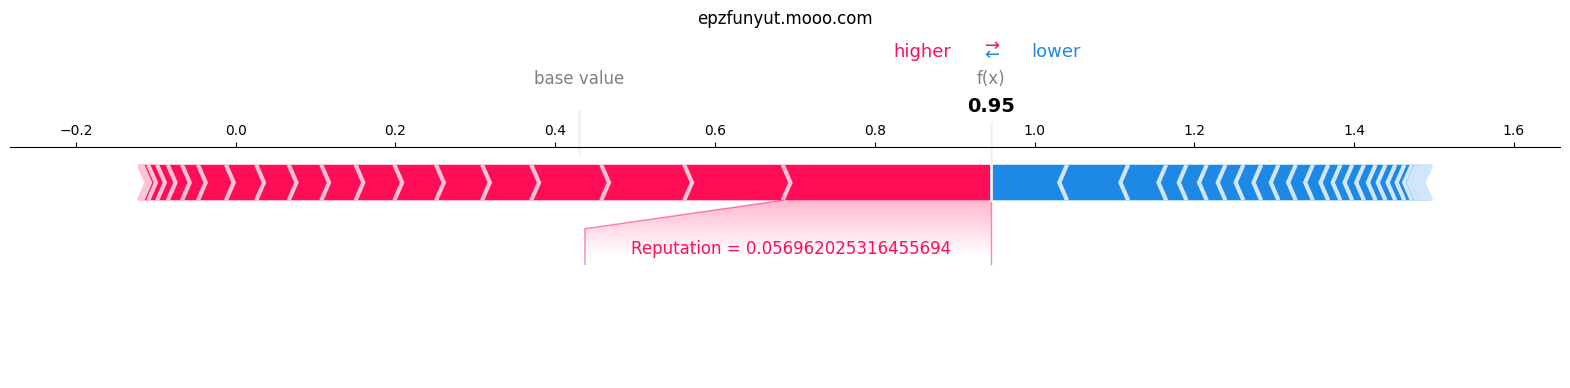 epzfunyut.mooo.com
higher ⇄ lower
base value f(x)
0.95
−0.2 0.0 0.2 0.4 0.6 0.8 1.0 1.2 1.4 1.6
Reputation = 0.056962025316455694